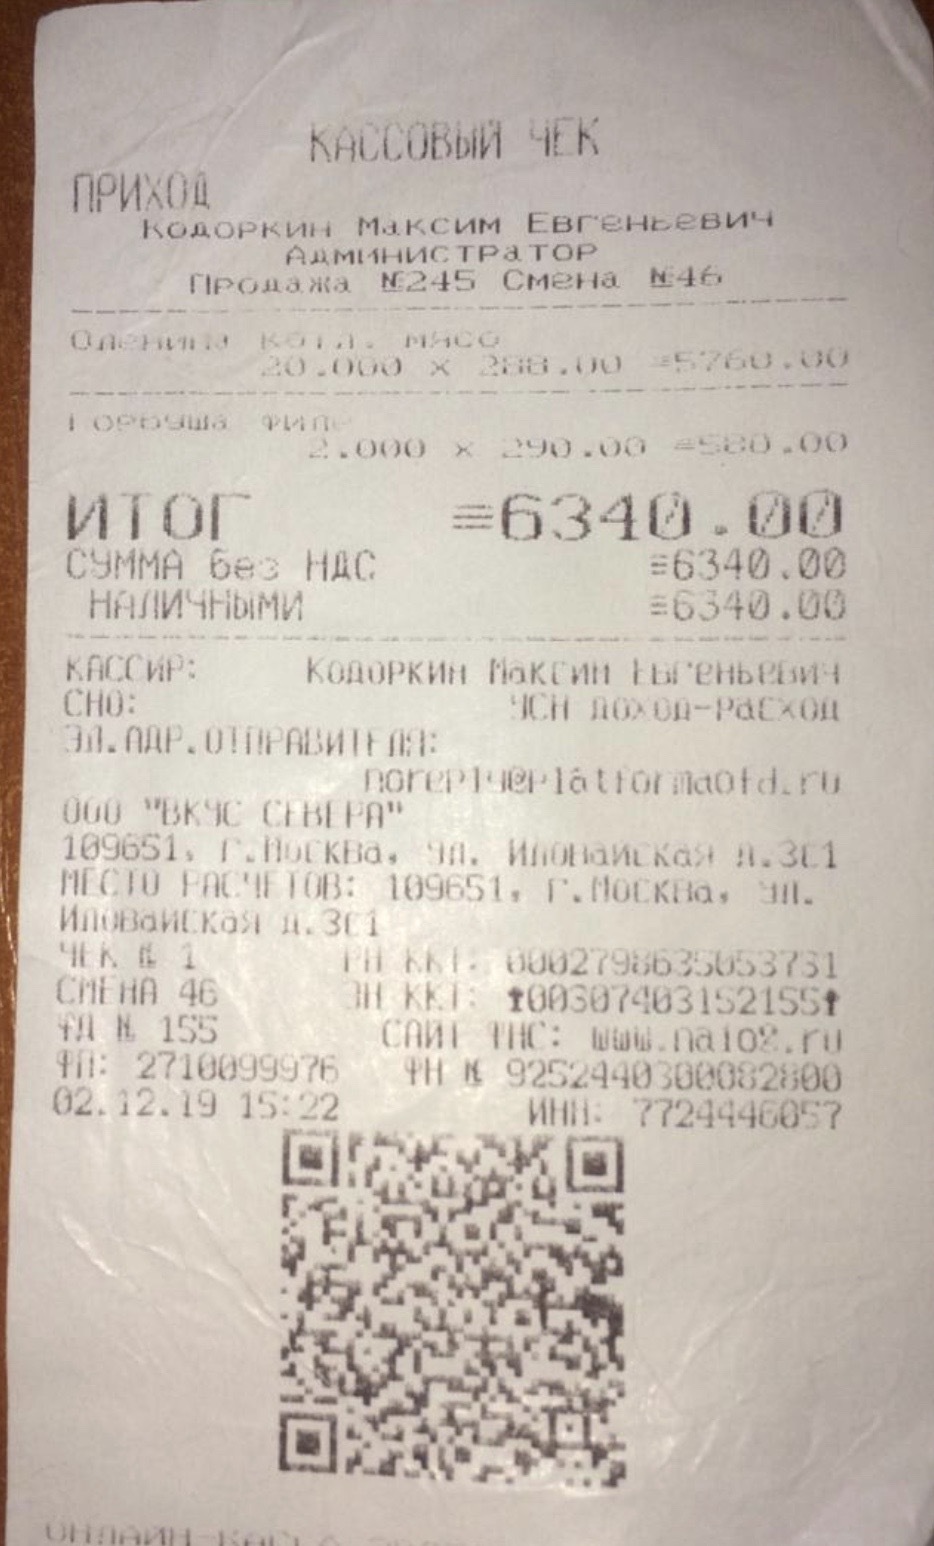 КАССОВЫЙ ЧЕК
ПРИХОД
Кодоркин Максим Евгеньевич
Администратор
Продажа №245 Смена №46
Оленина котл. мясо
20.000 x 288.00 =5760.00
Горбуша филе
2.000 x 290.00 =580.00
ИТОГ =6340.00
СУММА без НДС =6340.00
НАЛИЧНЫМИ =6340.00
КАССИР: Кодоркин Максим Евгеньевич
СНО: УСН доход-расход
ЭЛ.АДР.ОТПРАВИТЕЛЯ:
noreply@platformaofd.ru
ООО "ВКУС СЕВЕРА"
109651, г.Москва, ул. Иловайская д.3С1
МЕСТО РАСЧЕТОВ: 109651, г.Москва, ул.
Иловайская д.3С1
ЧЕК № 1 РН ККТ: 0002798635053731
СМЕНА 46 ЗН ККТ: ☨00307403152155☨
ФД № 155 САЙТ ФНС: www.nalog.ru
ФП: 2710099976 ФН № 9252440300082800
02.12.19 15:22 ИНН: 7724446057
ОНЛАЙН-КАССА